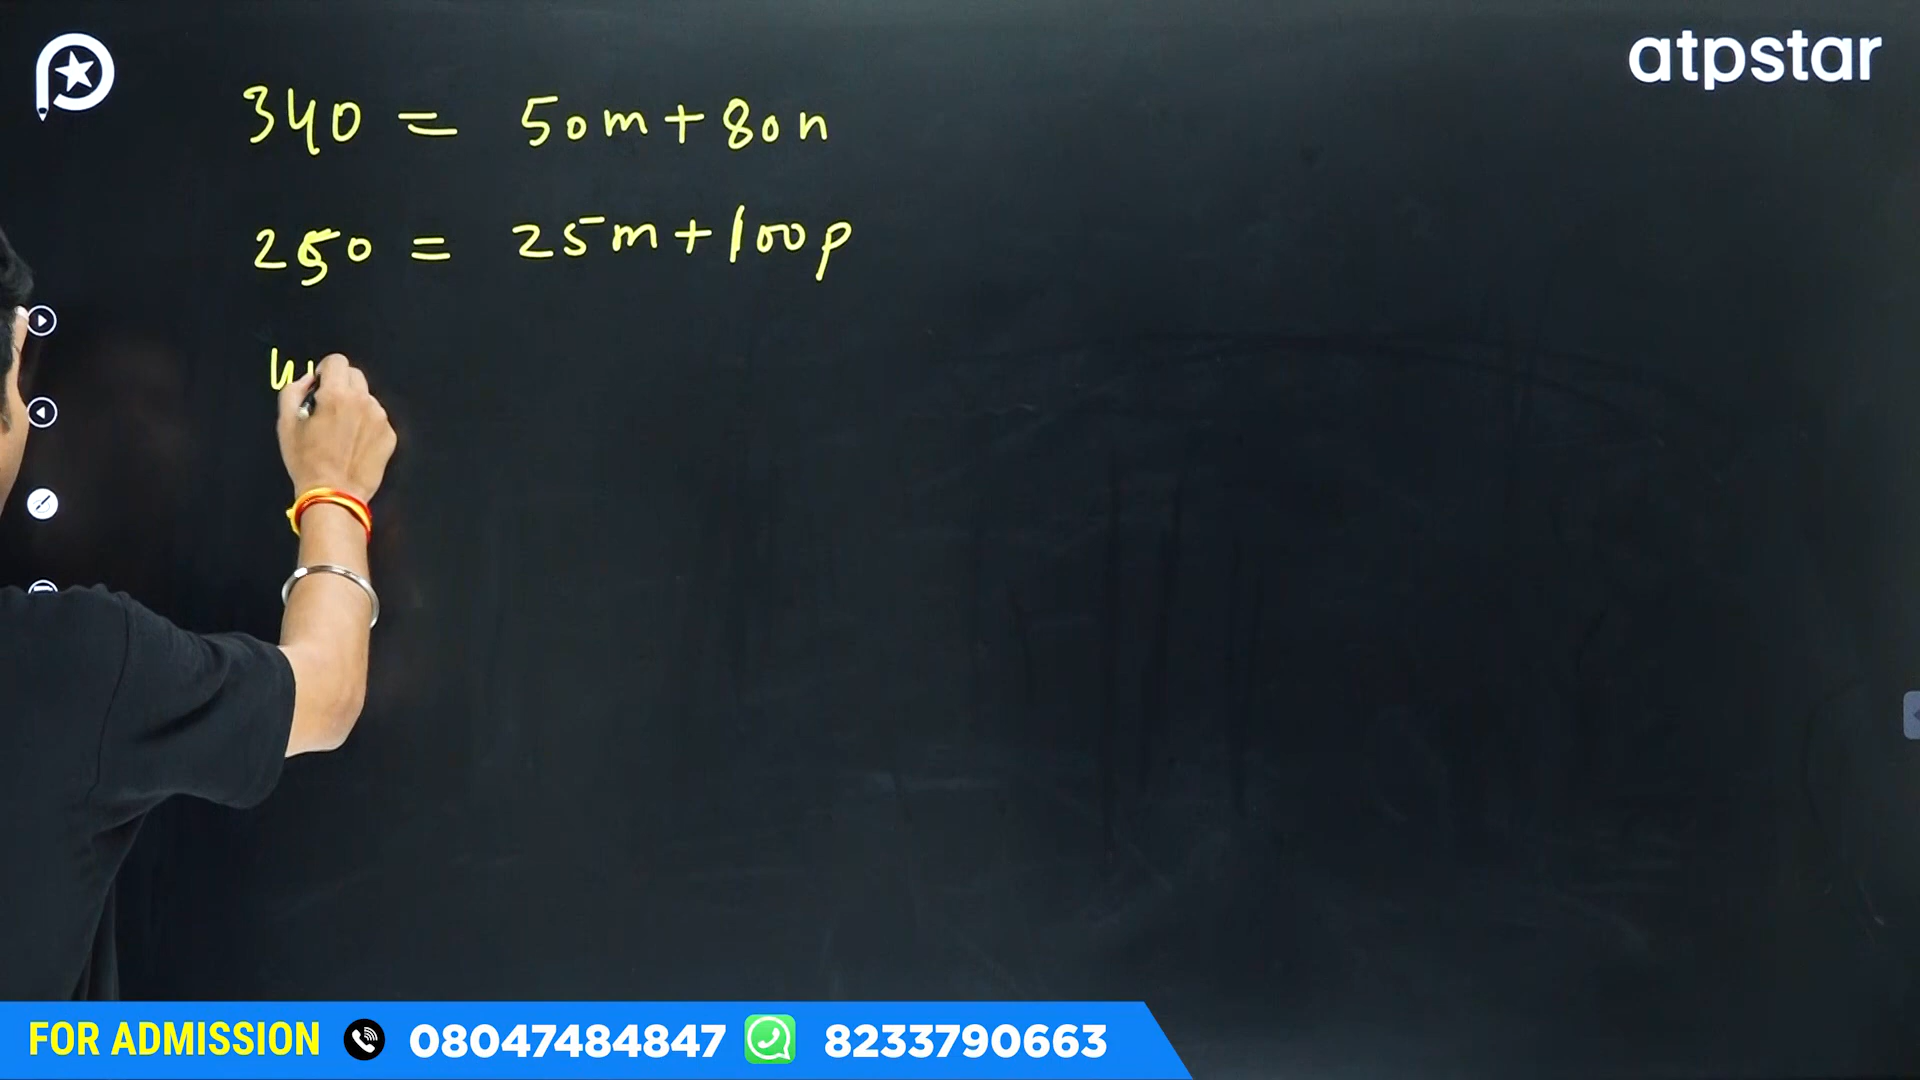 atpstar
340 = 50m+80n
250 = 25m+100p
FOR ADMISSION 08047484847 8233790663